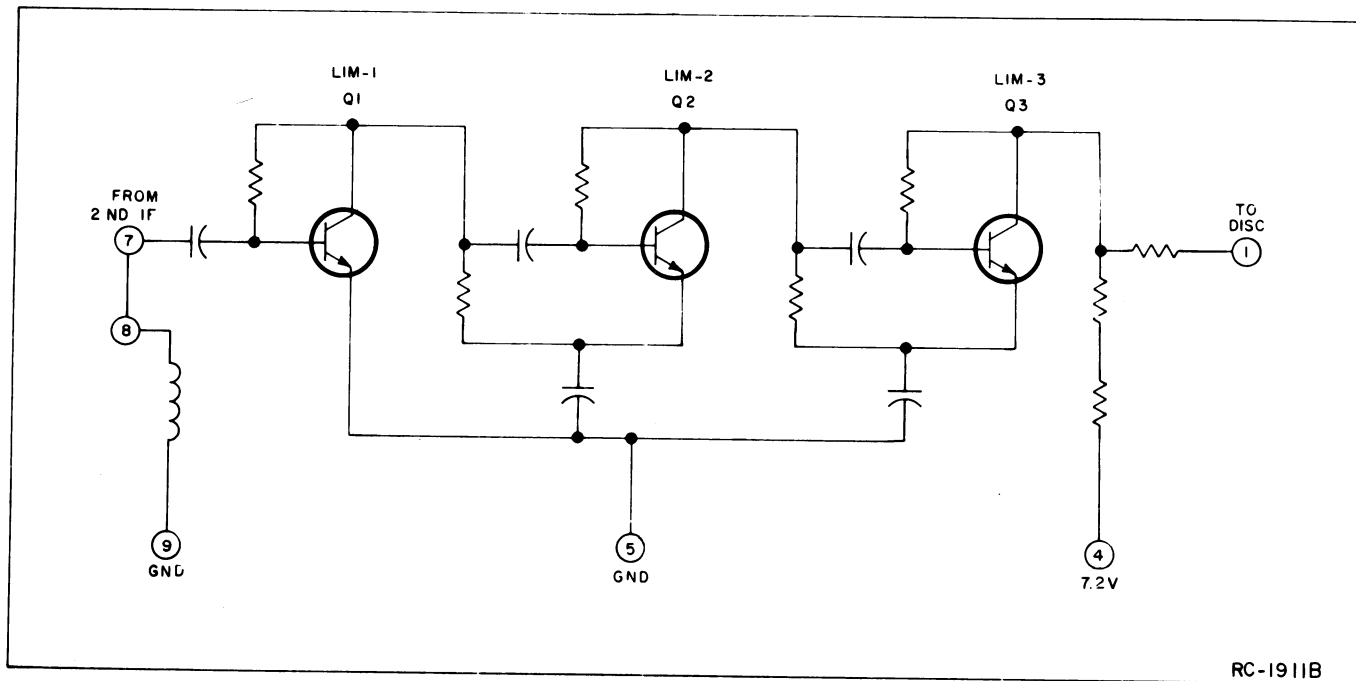 LIM-1
Q1
LIM-2
Q2
LIM-3
Q3
FROM
2 ND IF
7
TO
DISC
1
8
9
GND
5
GND
4
7.2V
RC-1911B